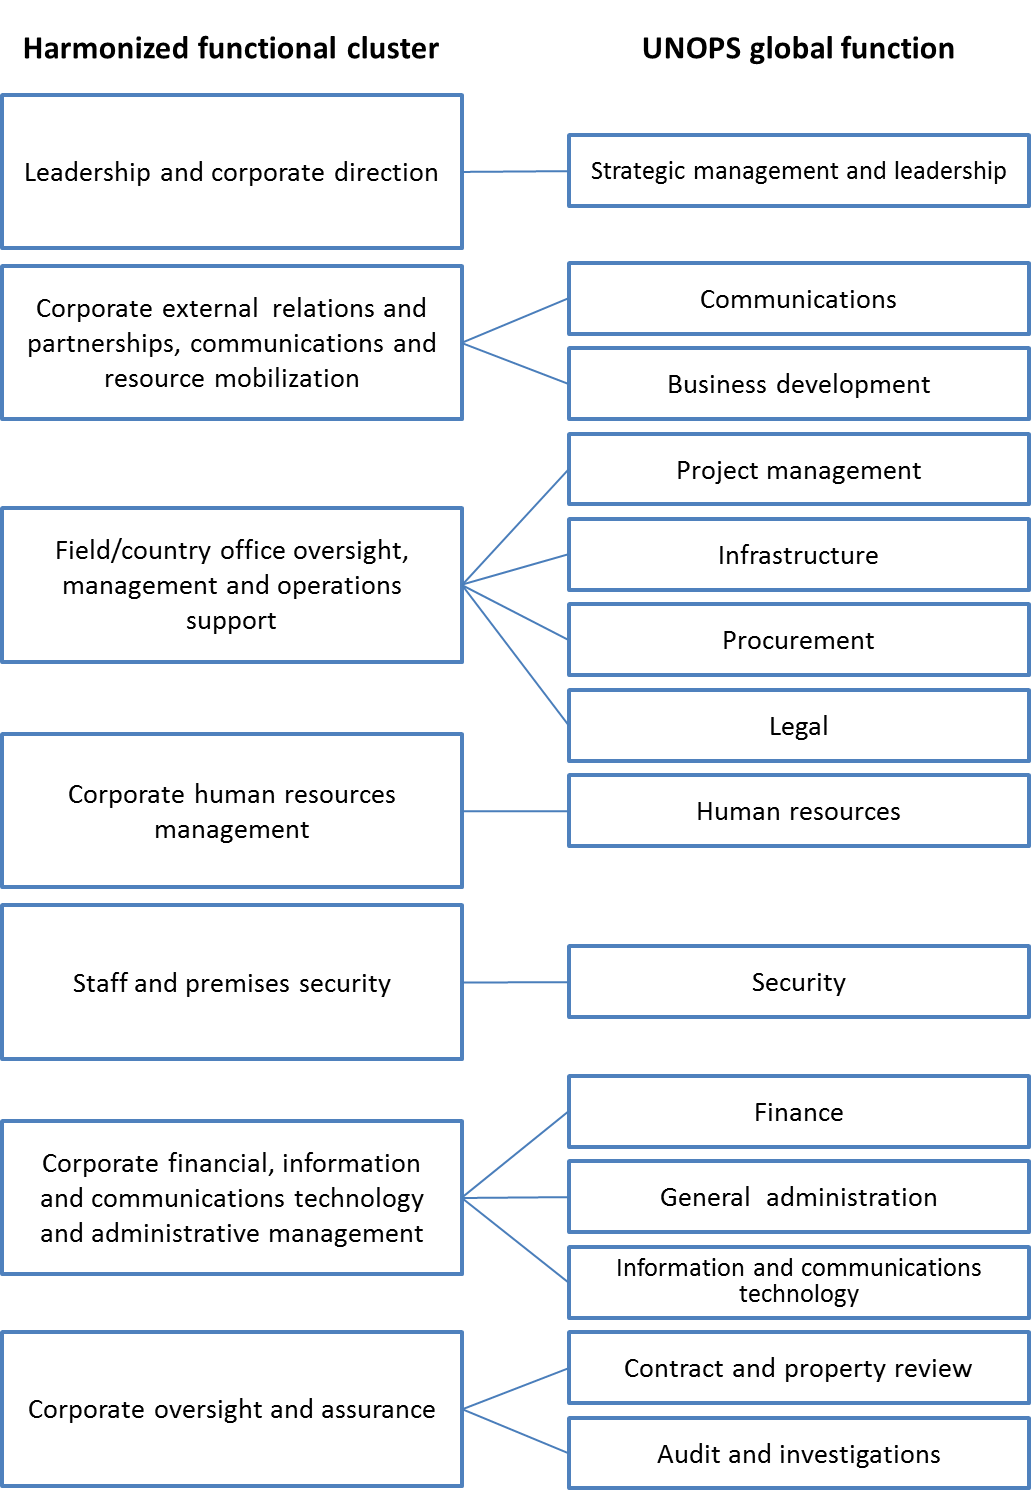 Harmonized functional cluster
UNOPS global function
Leadership and corporate direction
Strategic management and leadership
Corporate external relations and
partnerships, communications and
resource mobilization
Communications
Business development
Field/country office oversight,
management and operations
support
Project management
Infrastructure
Procurement
Legal
Corporate human resources
management
Human resources
Staff and premises security
Security
Corporate financial, information
and communications technology
and administrative management
Finance
General administration
Information and communications
technology
Corporate oversight and assurance
Contract and property review
Audit and investigations